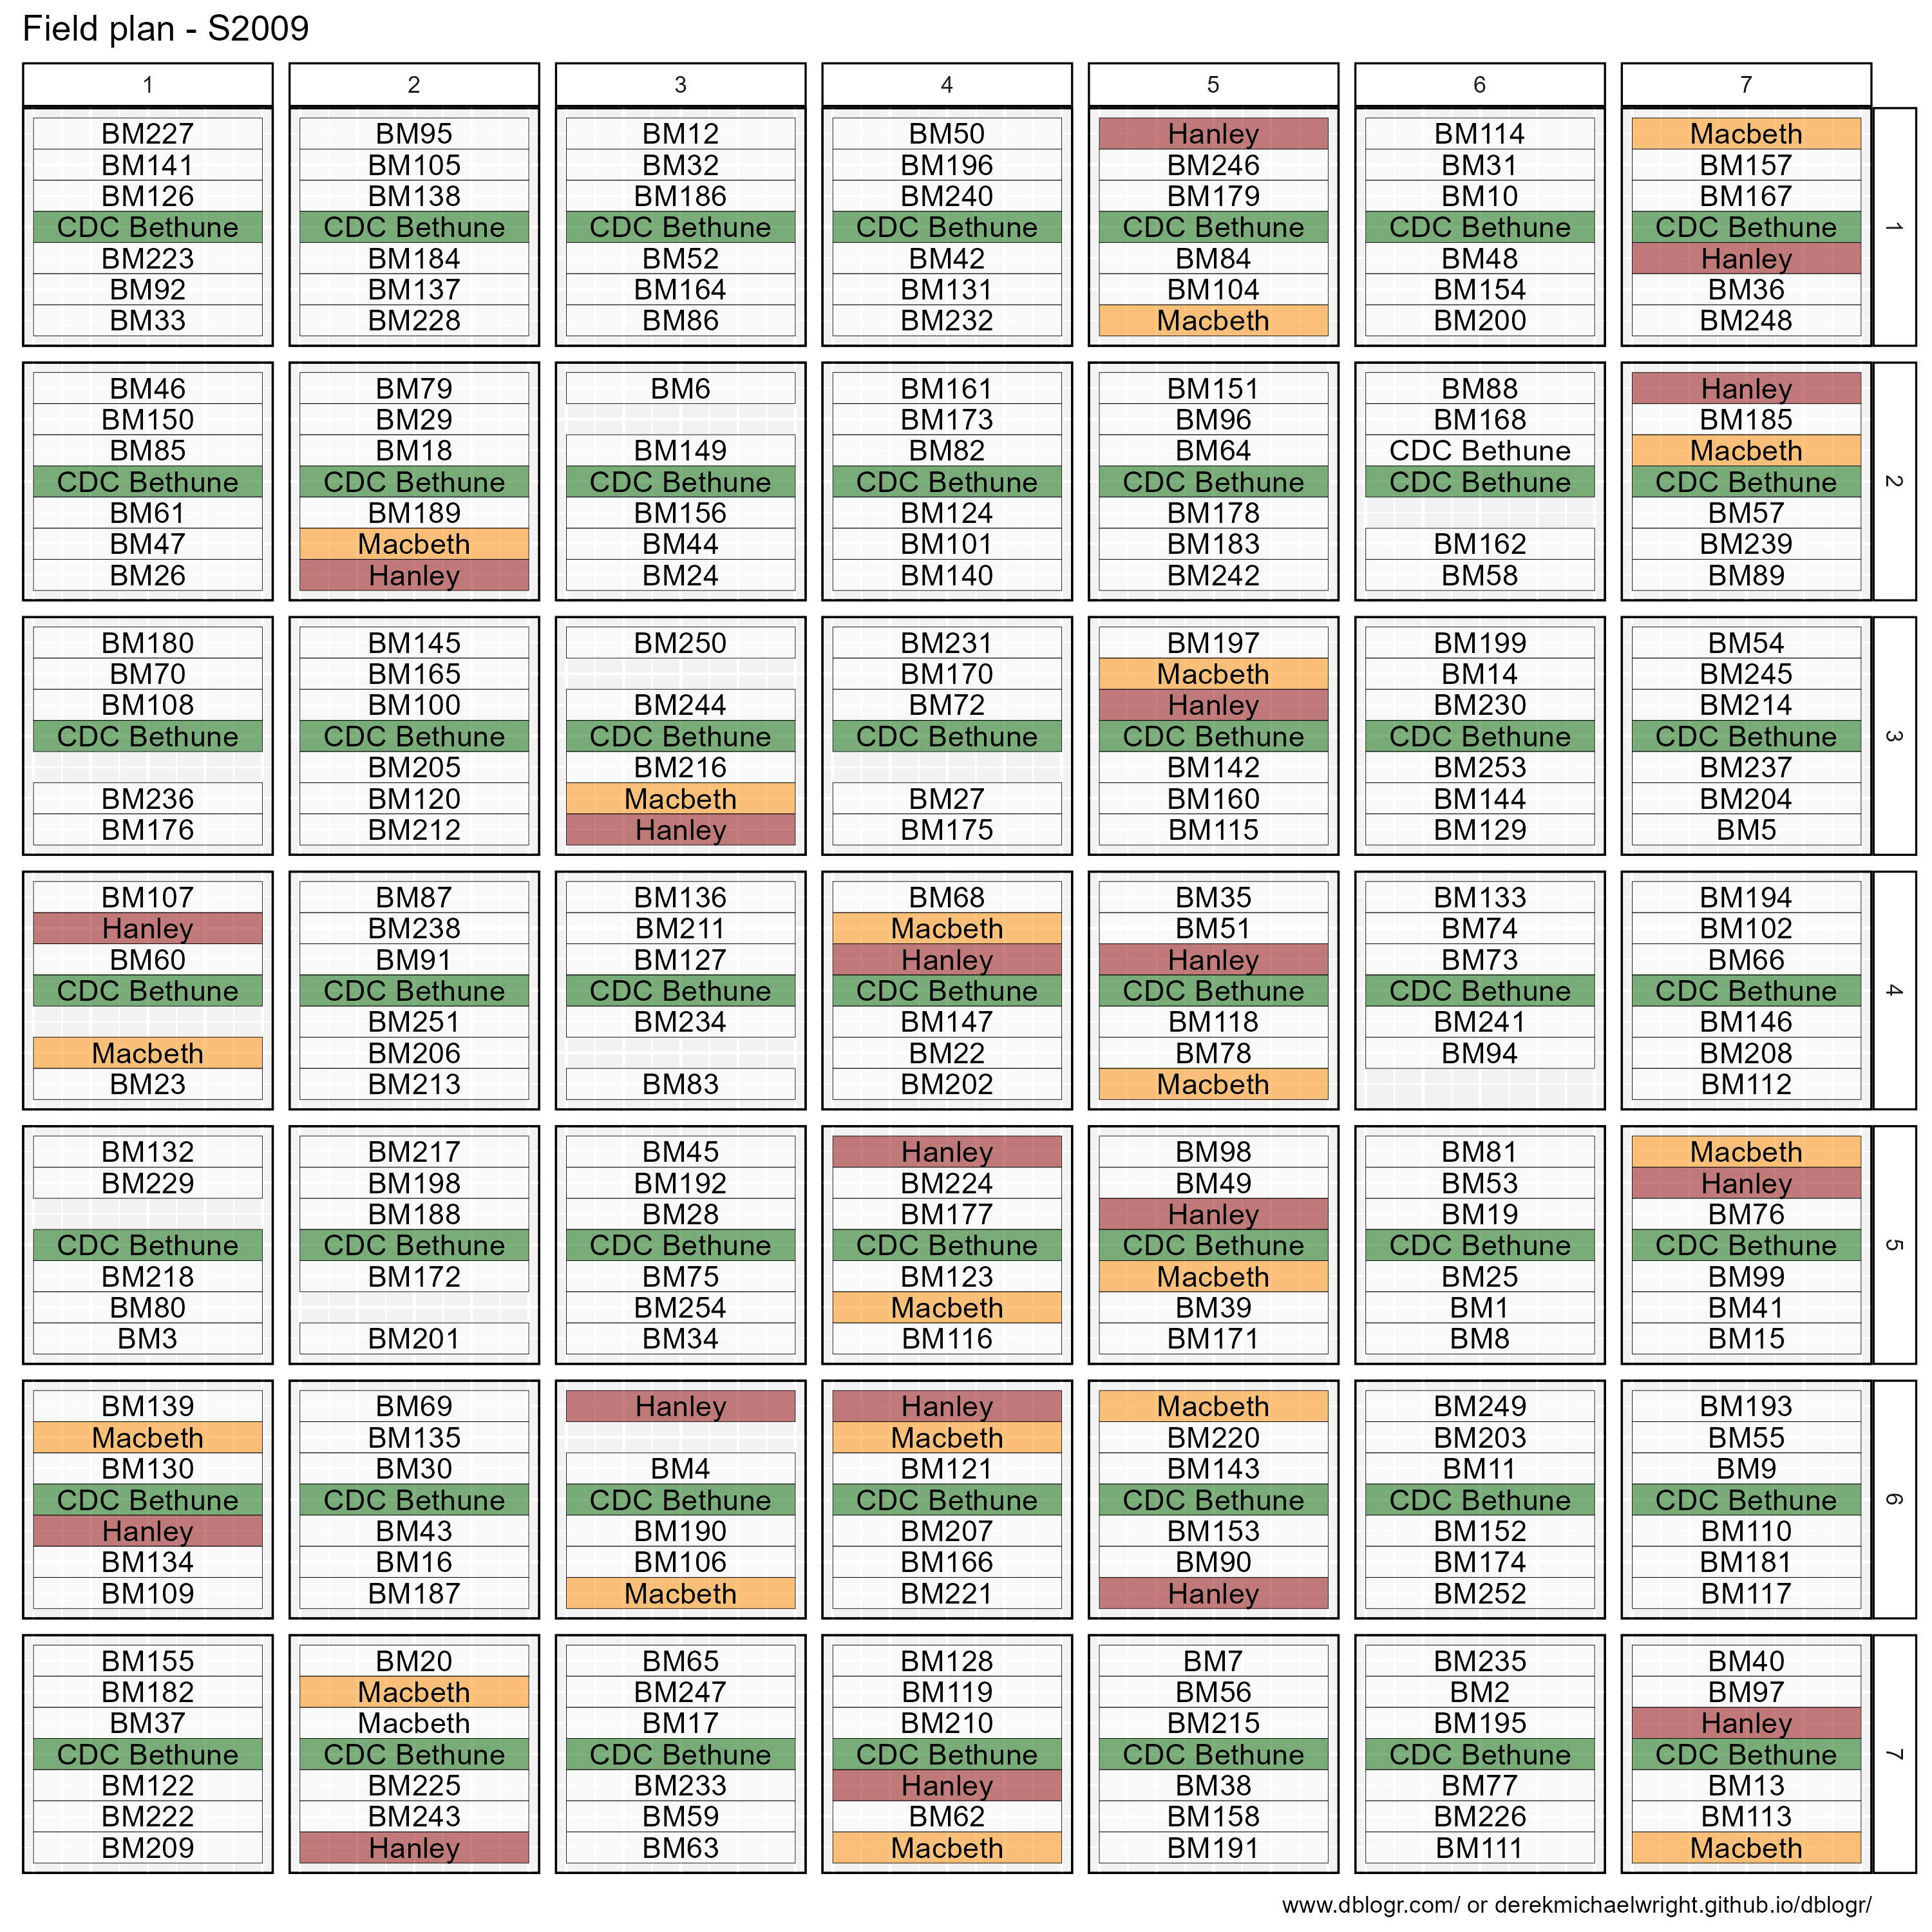 Field plan - S2009
1 2 3 4 5 6 7
BM227 BM95 BM12 BM50 Hanley BM114 Macbeth
BM141 BM105 BM32 BM196 BM246 BM31 BM157
BM126 BM138 BM186 BM240 BM179 BM10 BM167
CDC Bethune CDC Bethune CDC Bethune CDC Bethune CDC Bethune CDC Bethune CDC Bethune 1
BM223 BM184 BM52 BM42 BM84 BM48 Hanley
BM92 BM137 BM164 BM131 BM104 BM154 BM36
BM33 BM228 BM86 BM232 Macbeth BM200 BM248
BM46 BM79 BM6 BM161 BM151 BM88 Hanley
BM150 BM29 BM173 BM96 BM168 BM185
BM85 BM18 BM149 BM82 BM64 CDC Bethune Macbeth
CDC Bethune CDC Bethune CDC Bethune CDC Bethune CDC Bethune CDC Bethune CDC Bethune 2
BM61 BM189 BM156 BM124 BM178 BM57
BM47 Macbeth BM44 BM101 BM183 BM162 BM239
BM26 Hanley BM24 BM140 BM242 BM58 BM89
BM180 BM145 BM250 BM231 BM197 BM199 BM54
BM70 BM165 BM170 Macbeth BM14 BM245
BM108 BM100 BM244 BM72 Hanley BM230 BM214
CDC Bethune CDC Bethune CDC Bethune CDC Bethune CDC Bethune CDC Bethune CDC Bethune 3
BM205 BM216 BM142 BM253 BM237
BM236 BM120 Macbeth BM27 BM160 BM144 BM204
BM176 BM212 Hanley BM175 BM115 BM129 BM5
BM107 BM87 BM136 BM68 BM35 BM133 BM194
Hanley BM238 BM211 Macbeth BM51 BM74 BM102
BM60 BM91 BM127 Hanley Hanley BM73 BM66
CDC Bethune CDC Bethune CDC Bethune CDC Bethune CDC Bethune CDC Bethune CDC Bethune 4
BM251 BM234 BM147 BM118 BM241 BM146
Macbeth BM206 BM22 BM78 BM94 BM208
BM23 BM213 BM83 BM202 Macbeth BM112
BM132 BM217 BM45 Hanley BM98 BM81 Macbeth
BM229 BM198 BM192 BM224 BM49 BM53 Hanley
BM188 BM28 BM177 Hanley BM19 BM76
CDC Bethune CDC Bethune CDC Bethune CDC Bethune CDC Bethune CDC Bethune CDC Bethune 5
BM218 BM172 BM75 BM123 Macbeth BM25 BM99
BM80 BM254 Macbeth BM39 BM1 BM41
BM3 BM201 BM34 BM116 BM171 BM8 BM15
BM139 BM69 Hanley Hanley Macbeth BM249 BM193
Macbeth BM135 Macbeth BM220 BM203 BM55
BM130 BM30 BM4 BM121 BM143 BM11 BM9
CDC Bethune CDC Bethune CDC Bethune CDC Bethune CDC Bethune CDC Bethune CDC Bethune 6
Hanley BM43 BM190 BM207 BM153 BM152 BM110
BM134 BM16 BM106 BM166 BM90 BM174 BM181
BM109 BM187 Macbeth BM221 Hanley BM252 BM117
BM155 BM20 BM65 BM128 BM7 BM235 BM40
BM182 Macbeth BM247 BM119 BM56 BM2 BM97
BM37 Macbeth BM17 BM210 BM215 BM195 Hanley
CDC Bethune CDC Bethune CDC Bethune CDC Bethune CDC Bethune CDC Bethune CDC Bethune 7
BM122 BM225 BM233 Hanley BM38 BM77 BM13
BM222 BM243 BM59 BM62 BM158 BM226 BM113
BM209 Hanley BM63 Macbeth BM191 BM111 Macbeth
www.dblogr.com/ or derekmichaelwright.github.io/dblogr/